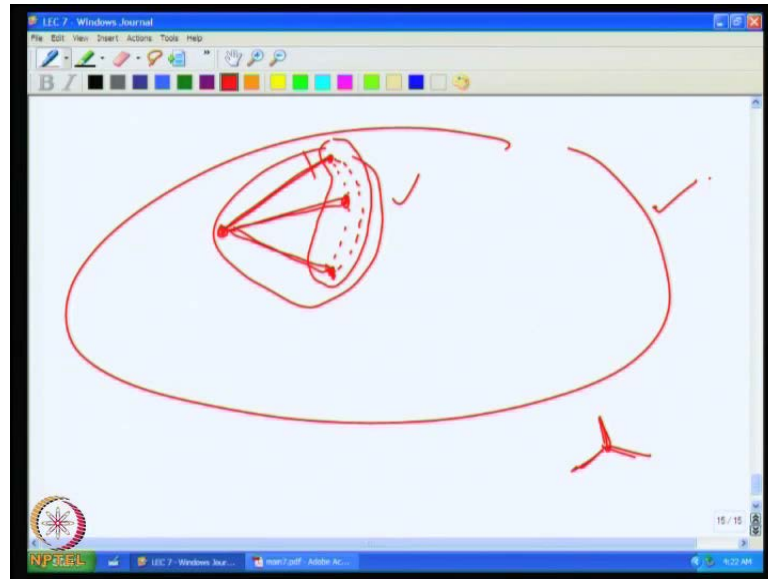 LEC 7 - Windows Journal
File Edit View Insert Actions Tools Help
B I
15 / 15
NPTEL
LEC 7 - Windows Jour...
main7.pdf - Adobe Ac...
4:22 AM